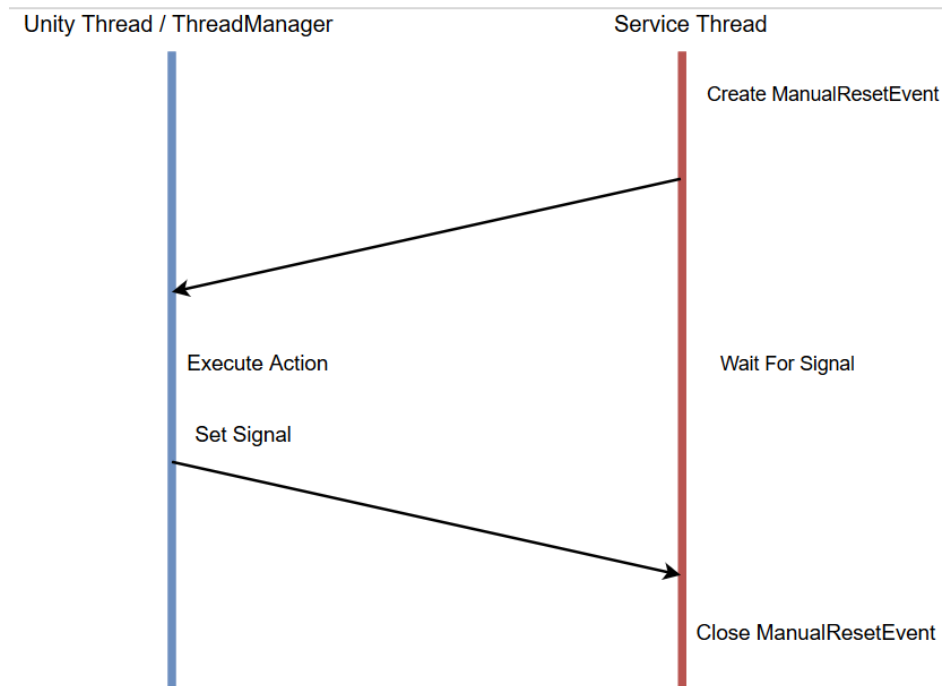 Unity Thread / ThreadManager
Service Thread
Create ManualResetEvent
Execute Action
Wait For Signal
Set Signal
Close ManualResetEvent